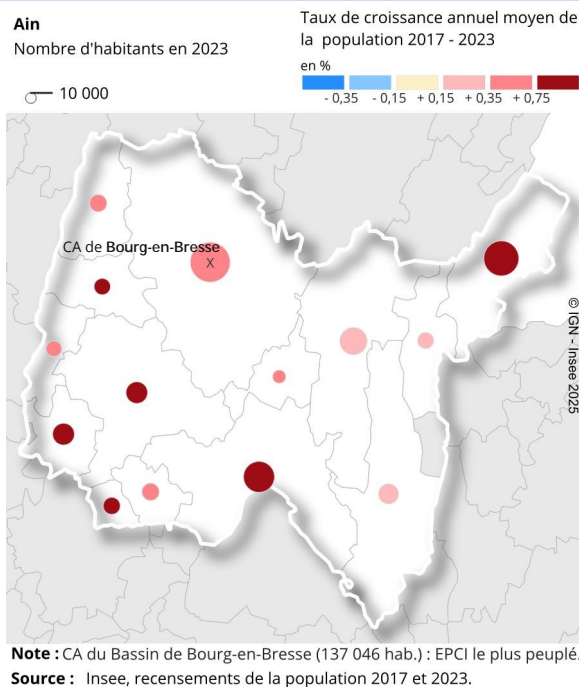 Ain
Nombre d'habitants en 2023
10 000
Taux de croissance annuel moyen de
la population 2017 - 2023
en %
- 0,35 - 0,15 + 0,15 + 0,35 + 0,75
CA de Bourg-en-Bresse
X
© IGN - Insee 2025
Note : CA du Bassin de Bourg-en-Bresse (137 046 hab.) : EPCI le plus peuplé.
Source : Insee, recensements de la population 2017 et 2023.